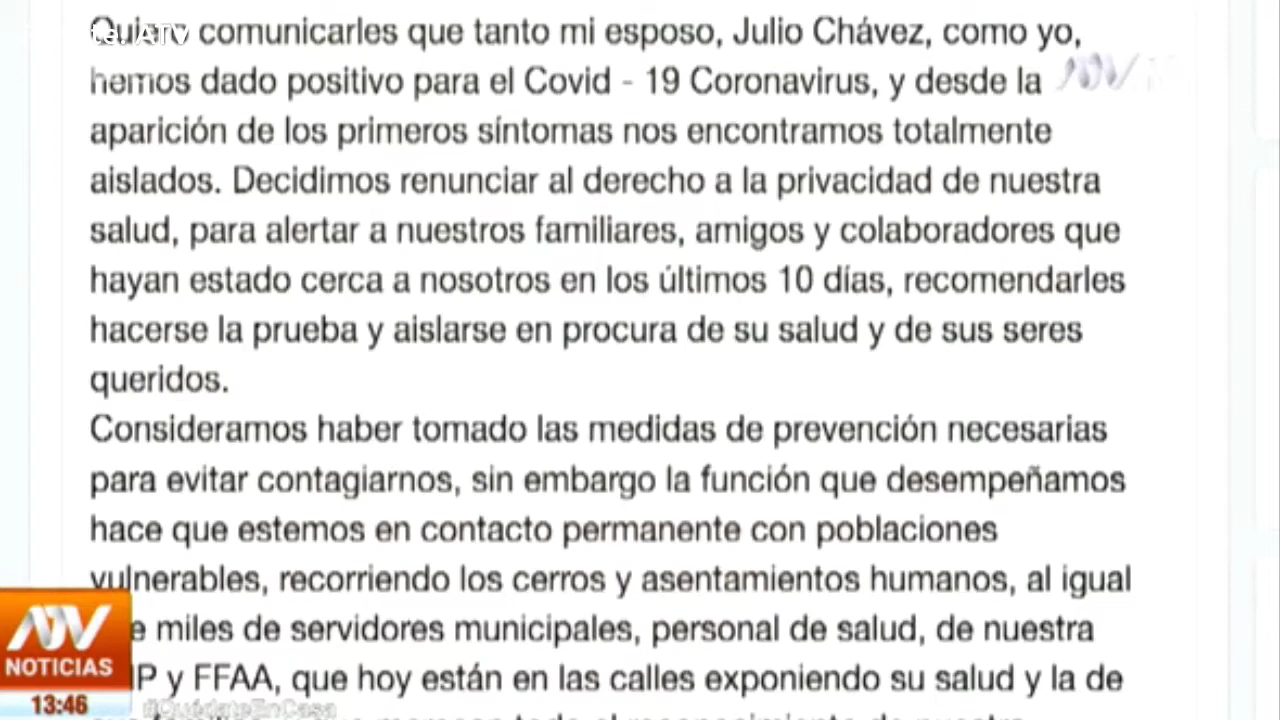 Quiero comunicarles que tanto mi esposo, Julio Chávez, como yo,
hemos dado positivo para el Covid - 19 Coronavirus, y desde la
aparición de los primeros síntomas nos encontramos totalmente
aislados. Decidimos renunciar al derecho a la privacidad de nuestra
salud, para alertar a nuestros familiares, amigos y colaboradores que
hayan estado cerca a nosotros en los últimos 10 días, recomendarles
hacerse la prueba y aislarse en procura de su salud y de sus seres
queridos.
Consideramos haber tomado las medidas de prevención necesarias
para evitar contagiarnos, sin embargo la función que desempeñamos
hace que estemos en contacto permanente con poblaciones
vulnerables, recorriendo los cerros y asentamientos humanos, al igual
miles de servidores municipales, personal de salud, de nuestra
y FFAA, que hoy están en las calles exponiendo su salud y la de
ATV
ATV
NOTICIAS
13:46
#QuédateEnCasa